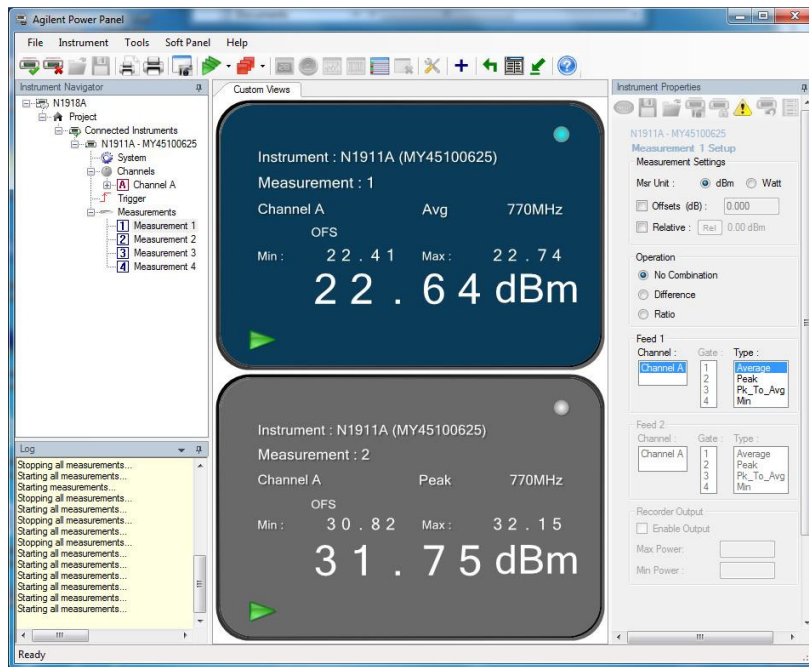 Agilent Power Panel
File Instrument Tools Soft Panel Help
Instrument Navigator
N1918A
Project
Connected Instruments
N1911A - MY45100625
System
Channels
A Channel A
Trigger
Measurements
1 Measurement 1
2 Measurement 2
3 Measurement 3
4 Measurement 4
Log
Stopping all measurements...
Starting all measurements...
Starting measurements...
Stopping all measurements...
Starting all measurements...
Stopping all measurements...
Starting all measurements...
Stopping all measurements...
Starting all measurements...
Starting all measurements...
Starting all measurements...
Starting all measurements...
Starting all measurements...
Starting all measurements...
Ready
Custom Views
Instrument : N1911A (MY45100625)
Measurement : 1
Channel A Avg 770MHz
OFS
Min : 22.41 Max : 22.74
22.64 dBm
Instrument : N1911A (MY45100625)
Measurement : 2
Channel A Peak 770MHz
OFS
Min : 30.82 Max : 32.15
31.75 dBm
Instrument Properties
N1911A - MY45100625
Measurement 1 Setup
Measurement Settings
Msr Unit : dBm Watt
Offsets (dB) : 0.000
Relative : Rel 0.00 dBm
Operation
No Combination
Difference
Ratio
Feed 1
Channel : Gate : Type :
Channel A 1 Average
2 Peak
3 Pk_To_Avg
4 Min
Feed 2
Channel : Gate : Type :
Channel A 1 Average
2 Peak
3 Pk_To_Avg
4 Min
Recorder Output
Enable Output
Max Power:
Min Power :